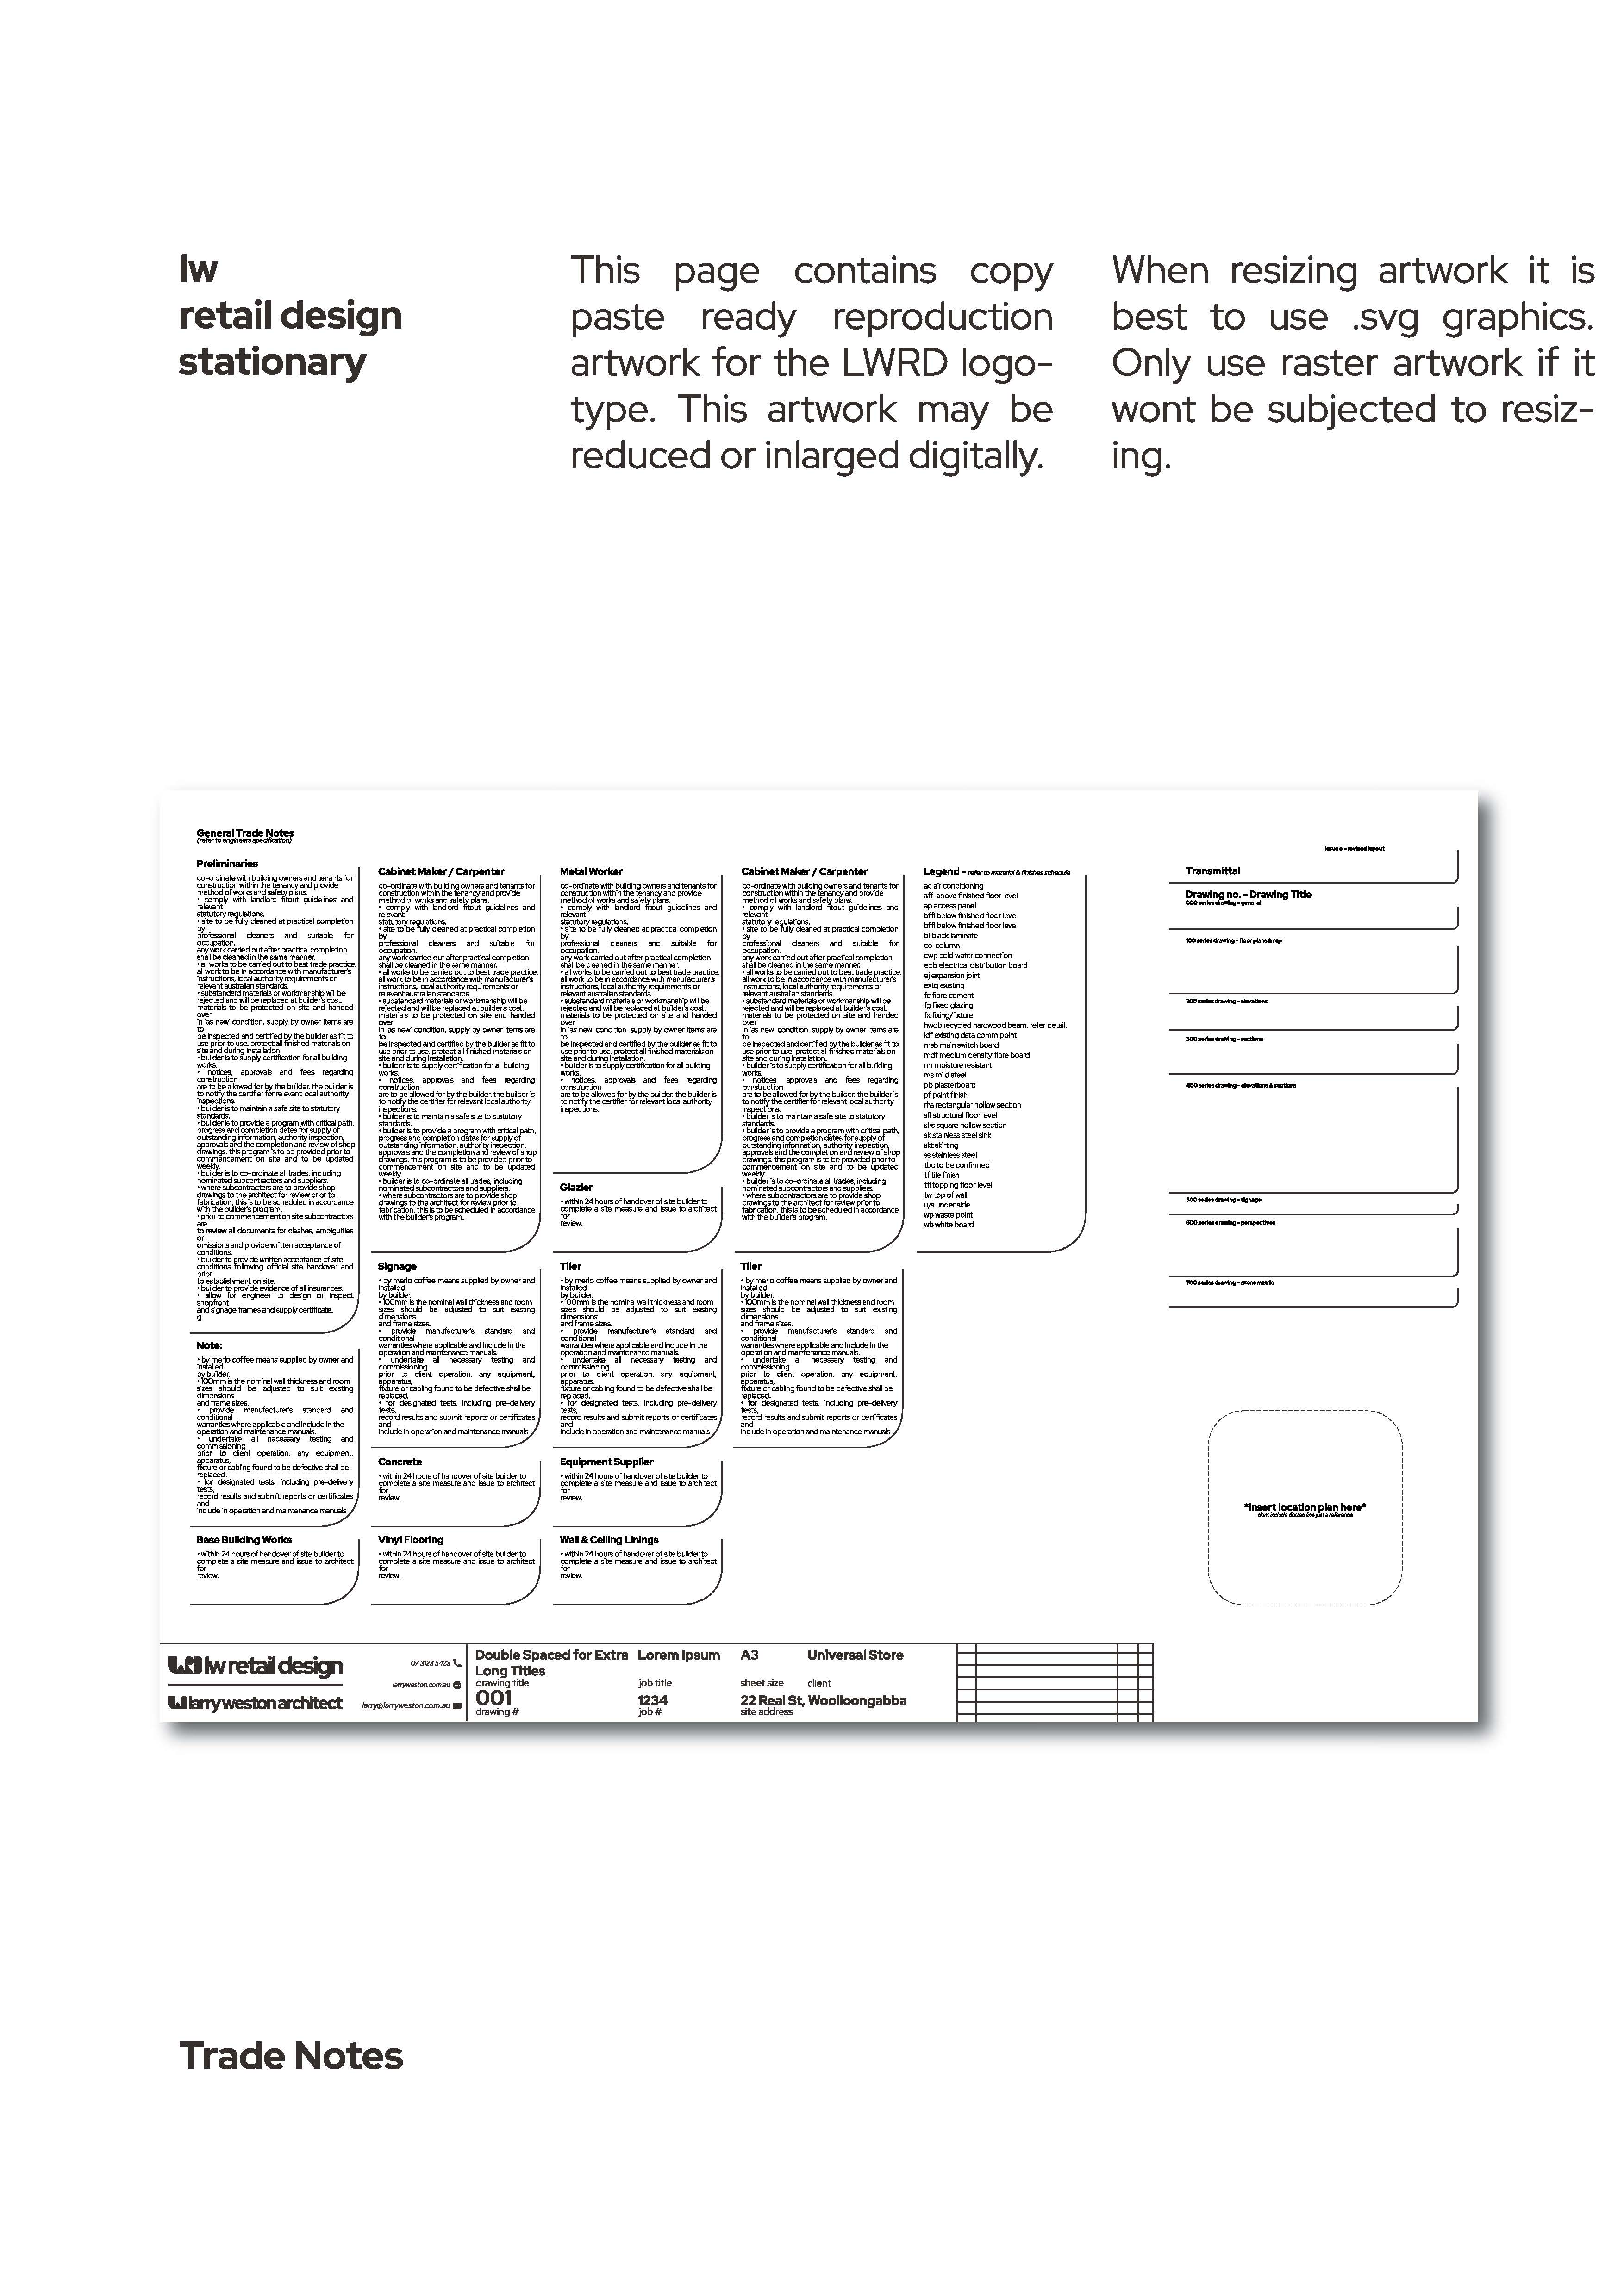 lw
retail design
stationary
This page contains copy
paste ready reproduction
artwork for the LWRD logo-
type. This artwork may be
reduced or inlarged digitally.
When resizing artwork it is
best to use .svg graphics.
Only use raster artwork if it
wont be subjected to resiz-
ing.
General Trade Notes
(refer to engineers specification)
Preliminaries
co-ordinate with building owners and tenants for
construction within the tenancy and provide
method of works and safety plans.
• comply with landlord fitout guidelines and
relevant
statutory regulations.
• site to be fully cleaned at practical completion
by
professional cleaners and suitable for
occupation.
any work carried out after practical completion
shall be cleaned in the same manner.
• all works to be carried out to best trade practice.
all work to be in accordance with manufacturer's
instructions, local authority requirements or
relevant australian standards.
• substandard materials or workmanship will be
rejected and will be replaced at builder's cost.
materials to be protected on site and handed
over
in 'as new' condition. supply by owner items are
to
be inspected and certified by the builder as fit to
use prior to use. protect all finished materials on
site and during installation.
• builder is to supply certification for all building
works.
• notices, approvals and fees regarding
construction
are to be allowed for by the builder. the builder is
to notify the certifier for relevant local authority
inspections.
• builder is to maintain a safe site to statutory
standards.
• builder is to provide a program with critical path,
progress and completion dates for supply of
outstanding information, authority inspection,
approvals and the completion and review of shop
drawings. this program is to be provided prior to
commencement on site and to be updated
weekly.
• builder is to co-ordinate all trades, including
nominated subcontractors and suppliers.
• where subcontractors are to provide shop
drawings to the architect for review prior to
fabrication, this is to be scheduled in accordance
with the builder's program.
• prior to commencement on site subcontractors
are
to review all documents for clashes, ambiguities
or
omissions and provide written acceptance of
conditions.
• builder to provide written acceptance of site
conditions following official site handover and
prior
to establishment on site.
• builder to provide evidence of all insurances.
• allow for engineer to design or inspect
shopfront
and signage frames and supply certificate.
g
Note:
• by merlo coffee means supplied by owner and
installed
by builder.
• 100mm is the nominal wall thickness and room
sizes should be adjusted to suit existing
dimensions
and frame sizes.
• provide manufacturer's standard and
conditional
warranties where applicable and include in the
operation and maintenance manuals.
• undertake all necessary testing and
commissioning
prior to client operation. any equipment,
apparatus,
fixture or cabling found to be defective shall be
replaced.
• for designated tests, including pre-delivery
tests,
record results and submit reports or certificates
and
include in operation and maintenance manuals
Base Building Works
• within 24 hours of handover of site builder to
complete a site measure and issue to architect
for
review.
Cabinet Maker / Carpenter
co-ordinate with building owners and tenants for
construction within the tenancy and provide
method of works and safety plans.
• comply with landlord fitout guidelines and
relevant
statutory regulations.
• site to be fully cleaned at practical completion
by
professional cleaners and suitable for
occupation.
any work carried out after practical completion
shall be cleaned in the same manner.
• all works to be carried out to best trade practice.
all work to be in accordance with manufacturer's
instructions, local authority requirements or
relevant australian standards.
• substandard materials or workmanship will be
rejected and will be replaced at builder's cost.
materials to be protected on site and handed
over
in 'as new' condition. supply by owner items are
to
be inspected and certified by the builder as fit to
use prior to use. protect all finished materials on
site and during installation.
• builder is to supply certification for all building
works.
• notices, approvals and fees regarding
construction
are to be allowed for by the builder. the builder is
to notify the certifier for relevant local authority
inspections.
• builder is to maintain a safe site to statutory
standards.
• builder is to provide a program with critical path,
progress and completion dates for supply of
outstanding information, authority inspection,
approvals and the completion and review of shop
drawings. this program is to be provided prior to
commencement on site and to be updated
weekly.
• builder is to co-ordinate all trades, including
nominated subcontractors and suppliers.
• where subcontractors are to provide shop
drawings to the architect for review prior to
fabrication, this is to be scheduled in accordance
with the builder's program.
Signage
• by merlo coffee means supplied by owner and
installed
by builder.
• 100mm is the nominal wall thickness and room
sizes should be adjusted to suit existing
dimensions
and frame sizes.
• provide manufacturer's standard and
conditional
warranties where applicable and include in the
operation and maintenance manuals.
• undertake all necessary testing and
commissioning
prior to client operation. any equipment,
apparatus,
fixture or cabling found to be defective shall be
replaced.
• for designated tests, including pre-delivery
tests,
record results and submit reports or certificates
and
include in operation and maintenance manuals
Concrete
• within 24 hours of handover of site builder to
complete a site measure and issue to architect
for
review.
Vinyl Flooring
• within 24 hours of handover of site builder to
complete a site measure and issue to architect
for
review.
Metal Worker
co-ordinate with building owners and tenants for
construction within the tenancy and provide
method of works and safety plans.
• comply with landlord fitout guidelines and
relevant
statutory regulations.
• site to be fully cleaned at practical completion
by
professional cleaners and suitable for
occupation.
any work carried out after practical completion
shall be cleaned in the same manner.
• all works to be carried out to best trade practice.
all work to be in accordance with manufacturer's
instructions, local authority requirements or
relevant australian standards.
• substandard materials or workmanship will be
rejected and will be replaced at builder's cost.
materials to be protected on site and handed
over
in 'as new' condition. supply by owner items are
to
be inspected and certified by the builder as fit to
use prior to use. protect all finished materials on
site and during installation.
• builder is to supply certification for all building
works.
• notices, approvals and fees regarding
construction
are to be allowed for by the builder. the builder is
to notify the certifier for relevant local authority
inspections.
Glazier
• within 24 hours of handover of site builder to
complete a site measure and issue to architect
for
review.
Tiler
• by merlo coffee means supplied by owner and
installed
by builder.
• 100mm is the nominal wall thickness and room
sizes should be adjusted to suit existing
dimensions
and frame sizes.
• provide manufacturer's standard and
conditional
warranties where applicable and include in the
operation and maintenance manuals.
• undertake all necessary testing and
commissioning
prior to client operation. any equipment,
apparatus,
fixture or cabling found to be defective shall be
replaced.
• for designated tests, including pre-delivery
tests,
record results and submit reports or certificates
and
include in operation and maintenance manuals
Equipment Supplier
• within 24 hours of handover of site builder to
complete a site measure and issue to architect
for
review.
Wall & Ceiling Linings
• within 24 hours of handover of site builder to
complete a site measure and issue to architect
for
review.
Cabinet Maker / Carpenter
co-ordinate with building owners and tenants for
construction within the tenancy and provide
method of works and safety plans.
• comply with landlord fitout guidelines and
relevant
statutory regulations.
• site to be fully cleaned at practical completion
by
professional cleaners and suitable for
occupation.
any work carried out after practical completion
shall be cleaned in the same manner.
• all works to be carried out to best trade practice.
all work to be in accordance with manufacturer's
instructions, local authority requirements or
relevant australian standards.
• substandard materials or workmanship will be
rejected and will be replaced at builder's cost.
materials to be protected on site and handed
over
in 'as new' condition. supply by owner items are
to
be inspected and certified by the builder as fit to
use prior to use. protect all finished materials on
site and during installation.
• builder is to supply certification for all building
works.
• notices, approvals and fees regarding
construction
are to be allowed for by the builder. the builder is
to notify the certifier for relevant local authority
inspections.
• builder is to maintain a safe site to statutory
standards.
• builder is to provide a program with critical path,
progress and completion dates for supply of
outstanding information, authority inspection,
approvals and the completion and review of shop
drawings. this program is to be provided prior to
commencement on site and to be updated
weekly.
• builder is to co-ordinate all trades, including
nominated subcontractors and suppliers.
• where subcontractors are to provide shop
drawings to the architect for review prior to
fabrication, this is to be scheduled in accordance
with the builder's program.
Tiler
• by merlo coffee means supplied by owner and
installed
by builder.
• 100mm is the nominal wall thickness and room
sizes should be adjusted to suit existing
dimensions
and frame sizes.
• provide manufacturer's standard and
conditional
warranties where applicable and include in the
operation and maintenance manuals.
• undertake all necessary testing and
commissioning
prior to client operation. any equipment,
apparatus,
fixture or cabling found to be defective shall be
replaced.
• for designated tests, including pre-delivery
tests,
record results and submit reports or certificates
and
include in operation and maintenance manuals
Legend - refer to material & finishes schedule
ac air conditioning
affl above finished floor level
ap access panel
bffl below finished floor level
bffl below finished floor level
bl black laminate
col column
cwp cold water connection
edb electrical distribution board
ej expansion joint
extg existing
fc fibre cement
fg fixed glazing
fx fixing/fixture
hwdb recycled hardwood beam. refer detail.
idf existing data comm point
msb main switch board
mdf medium density fibre board
mr moisture resistant
ms mild steel
pb plasterboard
pf paint finish
rhs rectangular hollow section
sfl structural floor level
shs square hollow section
sk stainless steel sink
skt skirting
ss stainless steel
tbc to be confirmed
tf tile finish
tfl topping floor level
tw top of wall
u/s under side
wp waste point
wb white board
issue a - revised layout
Transmittal
Drawing no. - Drawing Title
000 series drawing - general
100 series drawing - floor plans & rcp
200 series drawing - elevations
300 series drawing - sections
400 series drawing - elevations & sections
500 series drawing - signage
600 series drawing - perspectives
700 series drawing - axonometric
*insert location plan here*
dont include dotted line just a reference
lw retail design
larry weston architect
07 3123 5423
larryweston.com.au
larry@larryweston.com.au
Double Spaced for Extra
Long Titles
drawing title
001
drawing #
Lorem Ipsum
job title
1234
job #
A3
sheet size
Universal Store
client
22 Real St, Woolloongabba
site address
Trade Notes